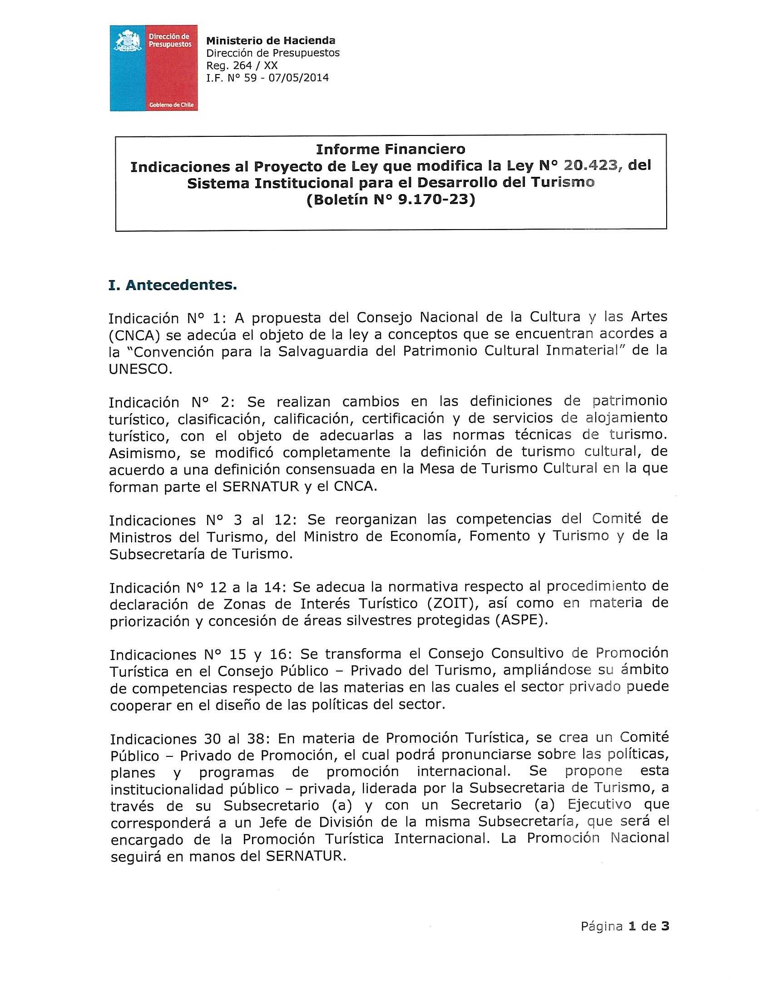 Dirección de
Presupuestos
Gobierno de Chile
Ministerio de Hacienda
Dirección de Presupuestos
Reg. 264 / XX
I.F. N° 59 - 07/05/2014
Informe Financiero
Indicaciones al Proyecto de Ley que modifica la Ley N° 20.423, del
Sistema Institucional para el Desarrollo del Turismo
(Boletín N° 9.170-23)
I. Antecedentes.
Indicación N° 1: A propuesta del Consejo Nacional de la Cultura y las Artes
(CNCA) se adecúa el objeto de la ley a conceptos que se encuentran acordes a
la "Convención para la Salvaguardia del Patrimonio Cultural Inmaterial" de la
UNESCO.
Indicación N° 2: Se realizan cambios en las definiciones de patrimonio
turístico, clasificación, calificación, certificación y de servicios de alojamiento
turístico, con el objeto de adecuarlas a las normas técnicas de turismo.
Asimismo, se modificó completamente la definición de turismo cultural, de
acuerdo a una definición consensuada en la Mesa de Turismo Cultural en la que
forman parte el SERNATUR y el CNCA.
Indicaciones N° 3 al 12: Se reorganizan las competencias del Comité de
Ministros del Turismo, del Ministro de Economía, Fomento y Turismo y de la
Subsecretaría de Turismo.
Indicación N° 12 a la 14: Se adecua la normativa respecto al procedimiento de
declaración de Zonas de Interés Turístico (ZOIT), así como en materia de
priorización y concesión de áreas silvestres protegidas (ASPE).
Indicaciones N° 15 y 16: Se transforma el Consejo Consultivo de Promoción
Turística en el Consejo Público – Privado del Turismo, ampliándose su ámbito
de competencias respecto de las materias en las cuales el sector privado puede
cooperar en el diseño de las políticas del sector.
Indicaciones 30 al 38: En materia de Promoción Turística, se crea un Comité
Público – Privado de Promoción, el cual podrá pronunciarse sobre las políticas,
planes y programas de promoción internacional. Se propone esta
institucionalidad público – privada, liderada por la Subsecretaria de Turismo, a
través de su Subsecretario (a) y con un Secretario (a) Ejecutivo que
corresponderá a un Jefe de División de la misma Subsecretaría, que será el
encargado de la Promoción Turística Internacional. La Promoción Nacional
seguirá en manos del SERNATUR.
Página 1 de 3